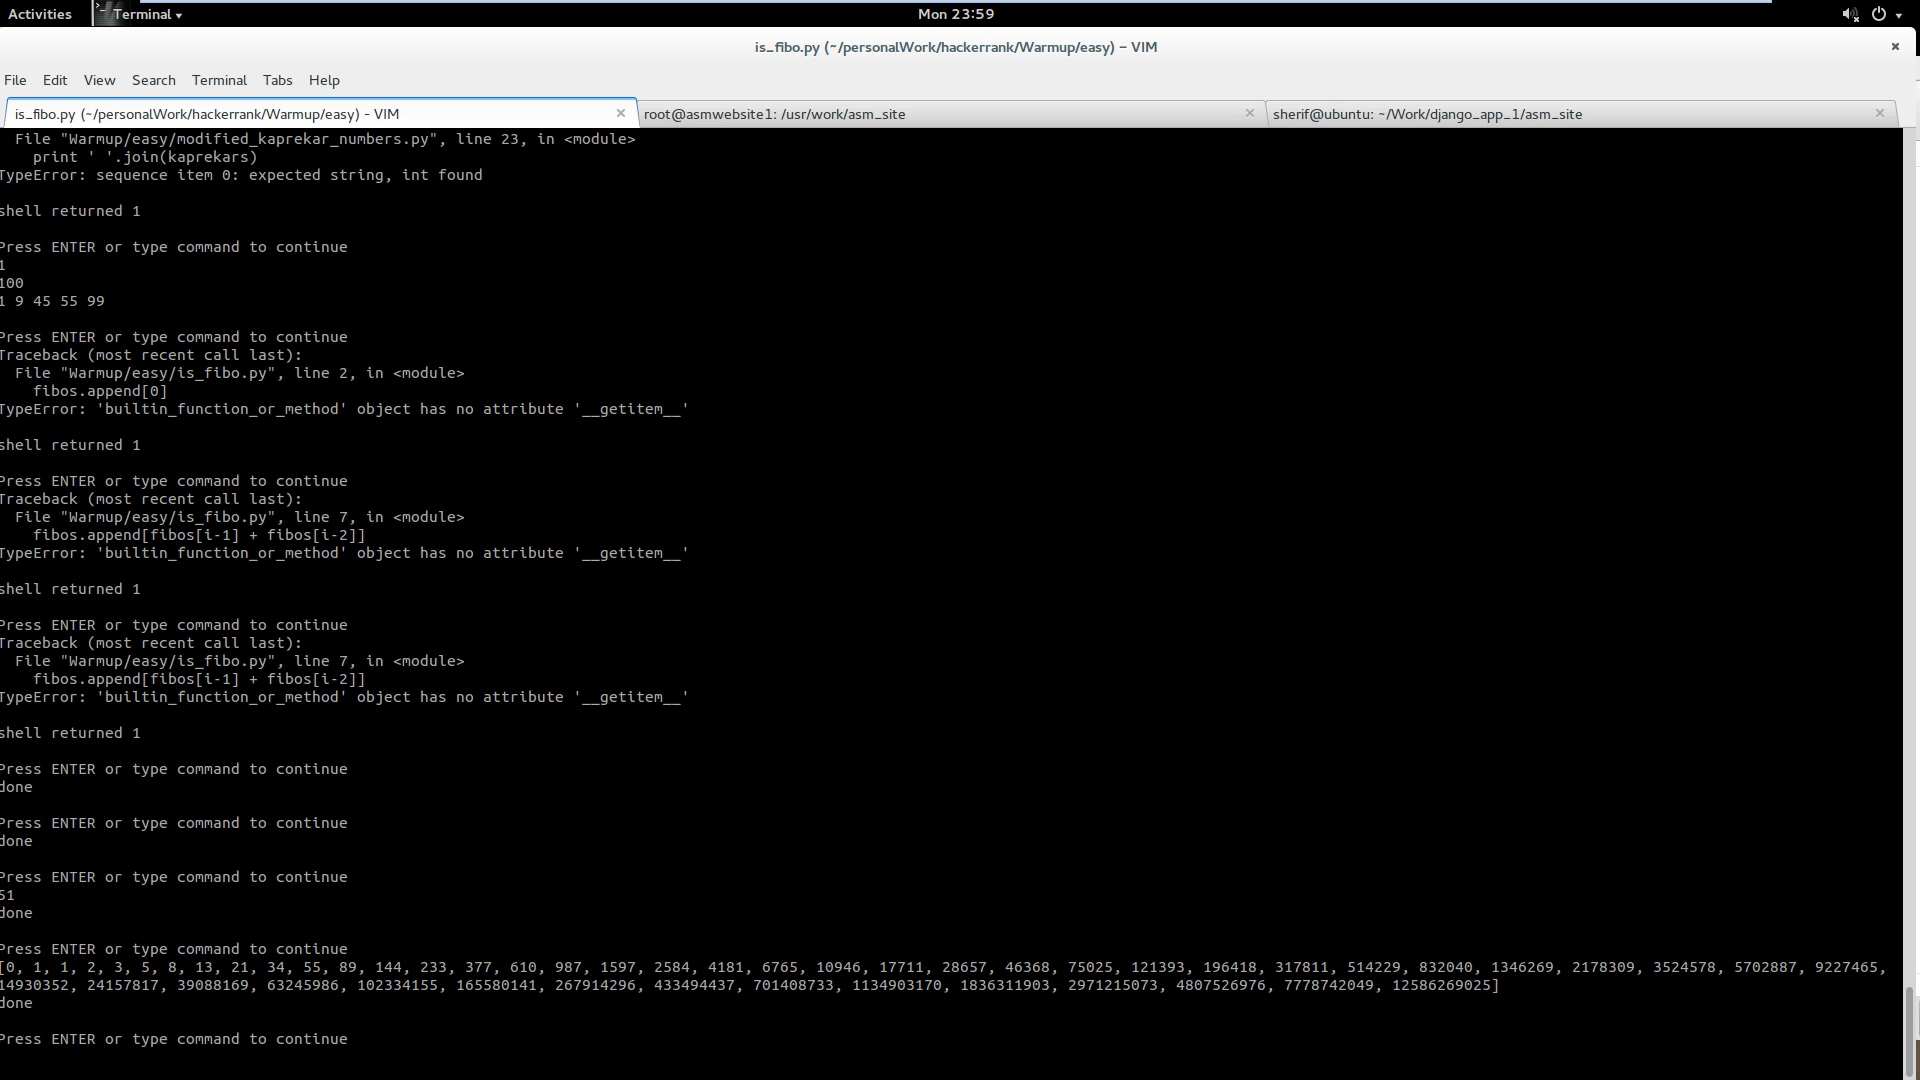 Activities Terminal Mon 23:59
is_fibo.py (~/personalWork/hackerrank/Warmup/easy) – VIM
File Edit View Search Terminal Tabs Help
is_fibo.py (~/personalWork/hackerrank/Warmup/easy) - VIM root@asmwebsite1: /usr/work/asm_site sherif@ubuntu: ~/Work/django_app_1/asm_site
File "Warmup/easy/modified_kaprekar_numbers.py", line 23, in <module>
print ' '.join(kaprekars)
TypeError: sequence item 0: expected string, int found
shell returned 1
Press ENTER or type command to continue
1
100
1 9 45 55 99
Press ENTER or type command to continue
Traceback (most recent call last):
File "Warmup/easy/is_fibo.py", line 2, in <module>
fibos.append[0]
TypeError: 'builtin_function_or_method' object has no attribute '__getitem__'
shell returned 1
Press ENTER or type command to continue
Traceback (most recent call last):
File "Warmup/easy/is_fibo.py", line 7, in <module>
fibos.append[fibos[i-1] + fibos[i-2]]
TypeError: 'builtin_function_or_method' object has no attribute '__getitem__'
shell returned 1
Press ENTER or type command to continue
Traceback (most recent call last):
File "Warmup/easy/is_fibo.py", line 7, in <module>
fibos.append[fibos[i-1] + fibos[i-2]]
TypeError: 'builtin_function_or_method' object has no attribute '__getitem__'
shell returned 1
Press ENTER or type command to continue
done
Press ENTER or type command to continue
done
Press ENTER or type command to continue
51
done
Press ENTER or type command to continue
[0, 1, 1, 2, 3, 5, 8, 13, 21, 34, 55, 89, 144, 233, 377, 610, 987, 1597, 2584, 4181, 6765, 10946, 17711, 28657, 46368, 75025, 121393, 196418, 317811, 514229, 832040, 1346269, 2178309, 3524578, 5702887, 9227465,
14930352, 24157817, 39088169, 63245986, 102334155, 165580141, 267914296, 433494437, 701408733, 1134903170, 1836311903, 2971215073, 4807526976, 7778742049, 12586269025]
done
Press ENTER or type command to continue